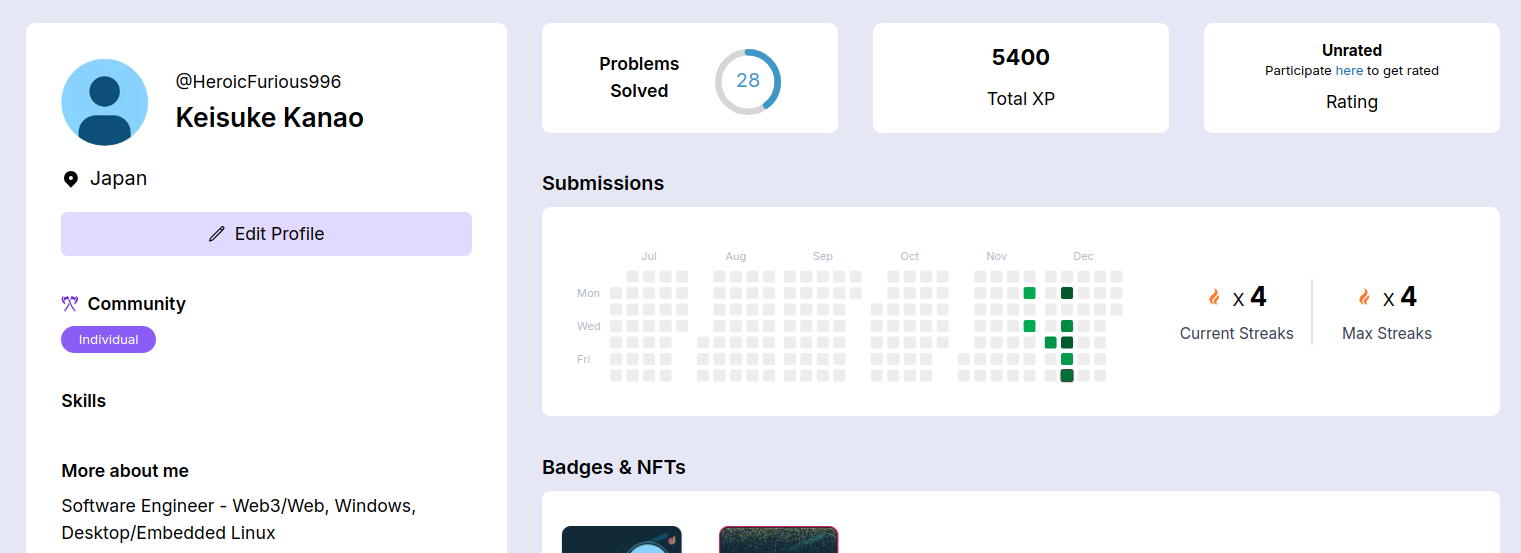 @HeroicFurious996
Keisuke Kanao
Japan
Edit Profile
Community
Individual
Skills
More about me
Software Engineer - Web3/Web, Windows,
Desktop/Embedded Linux
Problems
Solved
28
5400
Total XP
Unrated
Participate here to get rated
Rating
Submissions
Jul Aug Sep Oct Nov Dec
Mon
Wed
Fri
X 4
Current Streaks
X 4
Max Streaks
Badges & NFTs